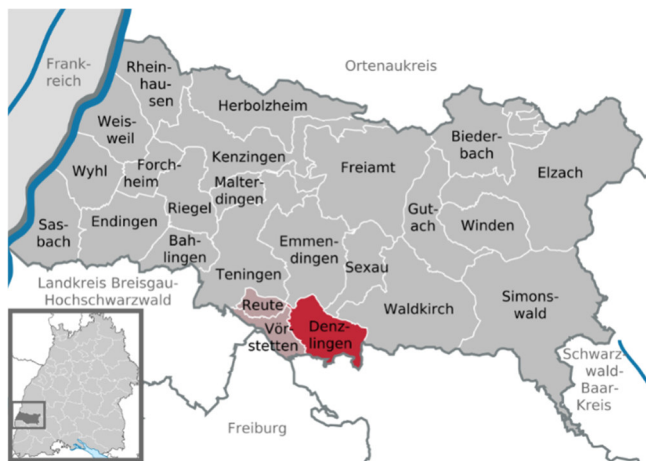 Frank-
reich
Rhein-
hau-
sen
Ortenaukreis
Herbolzheim
Weis-
weil
Bieder-
bach
Kenzingen
Freiamt
Elzach
Wyhl
Forch-
heim
Malter-
dingen
Riegel
Gut-
ach
Winden
Sas-
bach
Endingen
Bah-
lingen
Emmen-
dingen
Sexau
Teningen
Landkreis Breisgau-
Hochschwarzwald
Waldkirch
Simons-
wald
Reute
Vör-
stetten
Denz-
lingen
Schwarz-
wald-
Baar-
Kreis
Freiburg